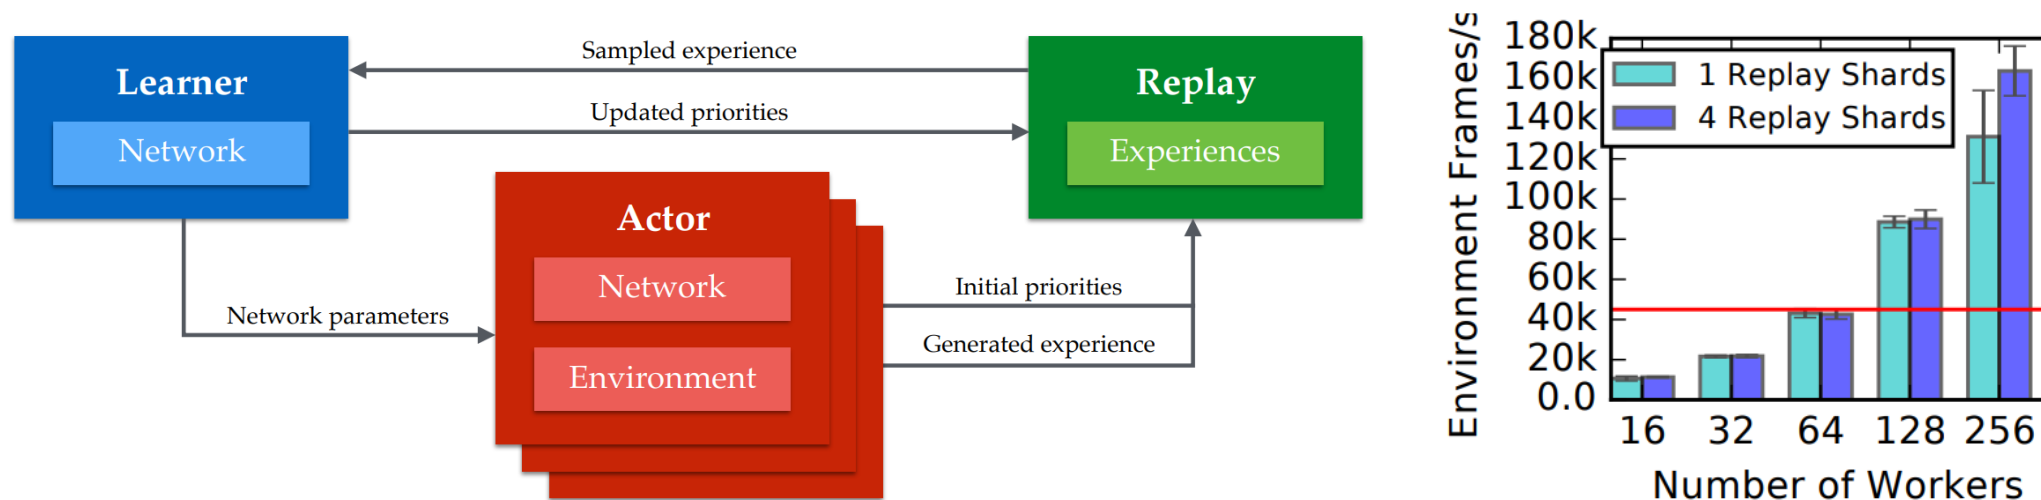 Learner
Network
Sampled experience
Updated priorities
Replay
Experiences
Actor
Network
Environment
Network parameters
Initial priorities
Generated experience
Environment Frames/s
180k
160k
140k
120k
100k
80k
60k
40k
20k
0.0
1 Replay Shards
4 Replay Shards
16 32 64 128 256
Number of Workers